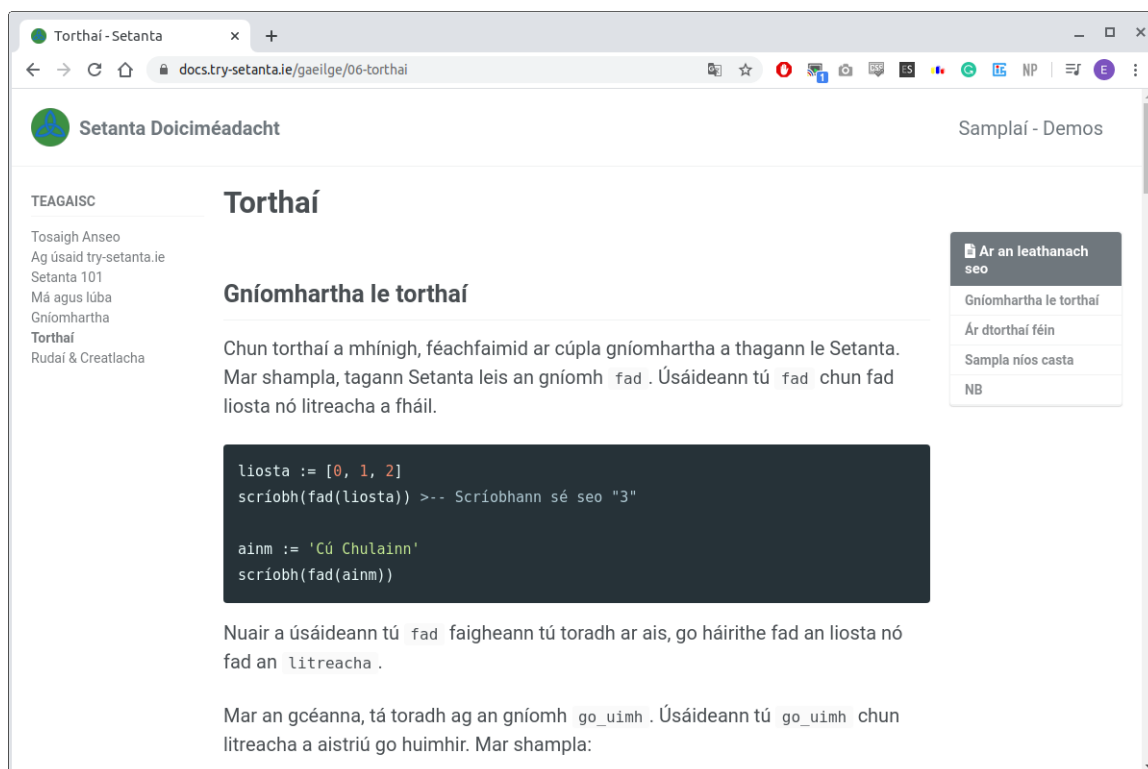 Torthaí - Setanta
docs.try-setanta.ie/gaeilge/06-torthai
1
ES
NP
E
Setanta Doiciméadacht
Samplaí - Demos
TEAGAISC
Tosaigh Anseo
Ag úsáid try-setanta.ie
Setanta 101
Má agus lúba
Gníomhartha
Torthaí
Rudaí & Creatlacha
Torthaí
Gníomhartha le torthaí
Chun torthaí a mhínigh, féachfaimid ar cúpla gníomhartha a thagann le Setanta.
Mar shampla, tagann Setanta leis an gníomh fad . Úsáideann tú fad chun fad
liosta nó litreacha a fháil.
liosta := [0, 1, 2]
scríobh(fad(liosta)) >-- Scríobhann sé seo "3"
ainm := 'Cú Chulainn'
scríobh(fad(ainm))
Nuair a úsáideann tú fad faigheann tú toradh ar ais, go háirithe fad an liosta nó
fad an litreacha .
Mar an gcéanna, tá toradh ag an gníomh go_uimh . Úsáideann tú go_uimh chun
litreacha a aistriú go huimhir. Mar shampla:
Ar an leathanach
seo
Gníomhartha le torthaí
Ár dtorthaí féin
Sampla níos casta
NB